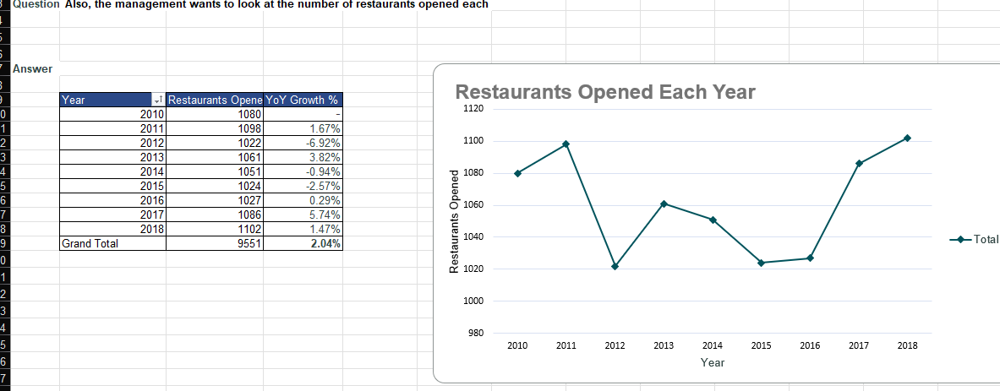 Question Also, the management wants to look at the number of restaurants opened each
Answer
Year Restaurants Opene YoY Growth %
2010 1080 -
2011 1098 1.67%
2012 1022 -6.92%
2013 1061 3.82%
2014 1051 -0.94%
2015 1024 -2.57%
2016 1027 0.29%
2017 1086 5.74%
2018 1102 1.47%
Grand Total 9551 2.04%
Restaurants Opened Each Year
1120
1100
1080
1060
1040
1020
1000
980
Restaurants Opened
2010 2011 2012 2013 2014 2015 2016 2017 2018
Year
Total